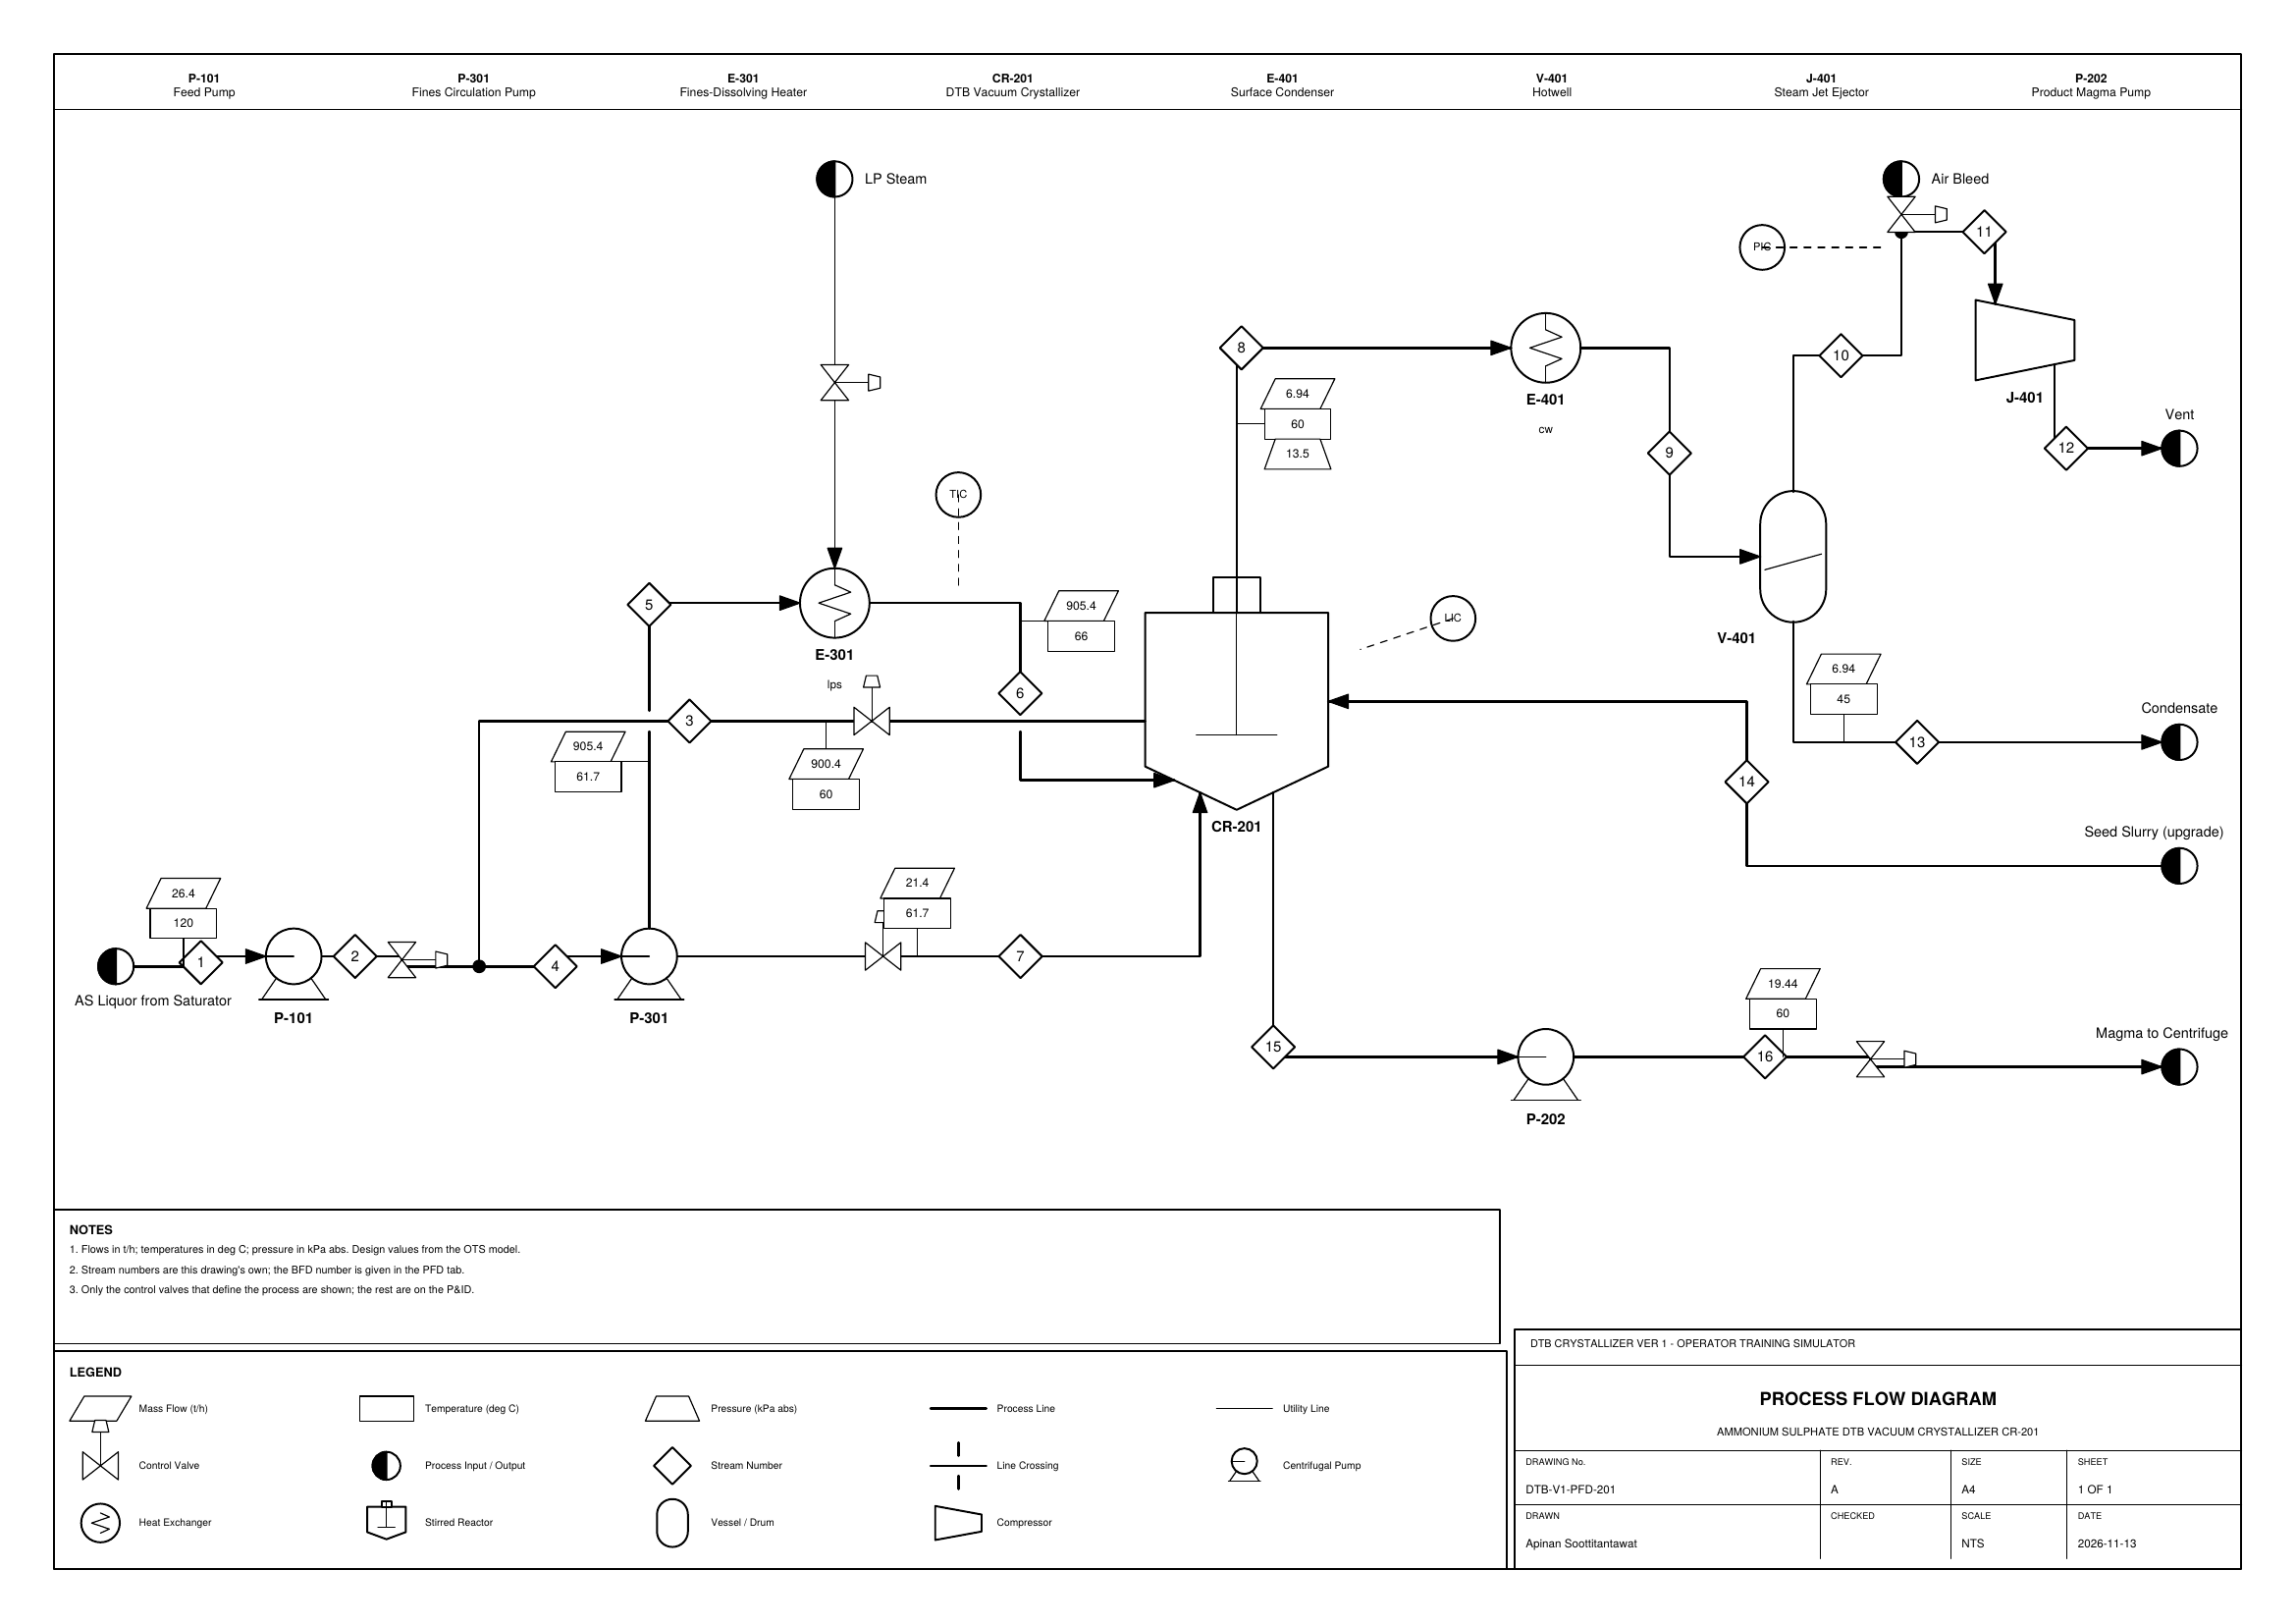 P-101
Feed Pump
P-301
Fines Circulation Pump
E-301
Fines-Dissolving Heater
CR-201
DTB Vacuum Crystallizer
E-401
Surface Condenser
V-401
Hotwell
J-401
Steam Jet Ejector
P-202
Product Magma Pump
LP Steam
Air Bleed
11
PIC
8
10
6.94
60
13.5
E-401
cw
J-401
Vent
9
12
TIC
5
905.4
66
E-301
lps
LIC
V-401
6
3
6.94
45
Condensate
13
905.4
61.7
900.4
60
14
CR-201
Seed Slurry (upgrade)
26.4
120
21.4
61.7
1
2
4
7
AS Liquor from Saturator
P-101
P-301
19.44
60
15
16
Magma to Centrifuge
P-202
NOTES
1. Flows in t/h; temperatures in deg C; pressure in kPa abs. Design values from the OTS model.
2. Stream numbers are this drawing's own; the BFD number is given in the PFD tab.
3. Only the control valves that define the process are shown; the rest are on the P&ID.
LEGEND
Mass Flow (t/h)
Temperature (deg C)
Pressure (kPa abs)
Process Line
Utility Line
Control Valve
Process Input / Output
Stream Number
Line Crossing
Centrifugal Pump
Heat Exchanger
Stirred Reactor
Vessel / Drum
Compressor
DTB CRYSTALLIZER VER 1 - OPERATOR TRAINING SIMULATOR
PROCESS FLOW DIAGRAM
AMMONIUM SULPHATE DTB VACUUM CRYSTALLIZER CR-201
DRAWING No.
DTB-V1-PFD-201
REV.
A
SIZE
A4
SHEET
1 OF 1
DRAWN
Apinan Soottitantawat
CHECKED
SCALE
NTS
DATE
2026-11-13